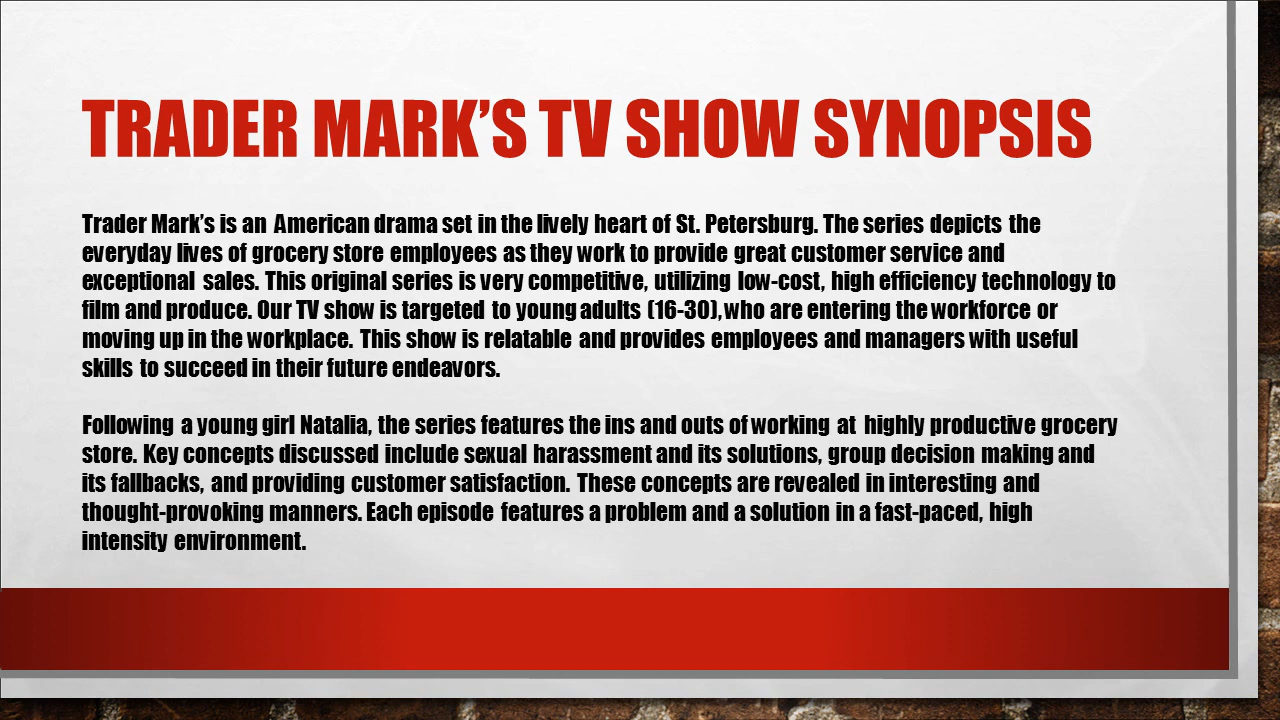 TRADER MARK’S TV SHOW SYNOPSIS
Trader Mark’s is an American drama set in the lively heart of St. Petersburg. The series depicts the
everyday lives of grocery store employees as they work to provide great customer service and
exceptional sales. This original series is very competitive, utilizing low-cost, high efficiency technology to
film and produce. Our TV show is targeted to young adults (16-30), who are entering the workforce or
moving up in the workplace. This show is relatable and provides employees and managers with useful
skills to succeed in their future endeavors.
Following a young girl Natalia, the series features the ins and outs of working at highly productive grocery
store. Key concepts discussed include sexual harassment and its solutions, group decision making and
its fallbacks, and providing customer satisfaction. These concepts are revealed in interesting and
thought-provoking manners. Each episode features a problem and a solution in a fast-paced, high
intensity environment.